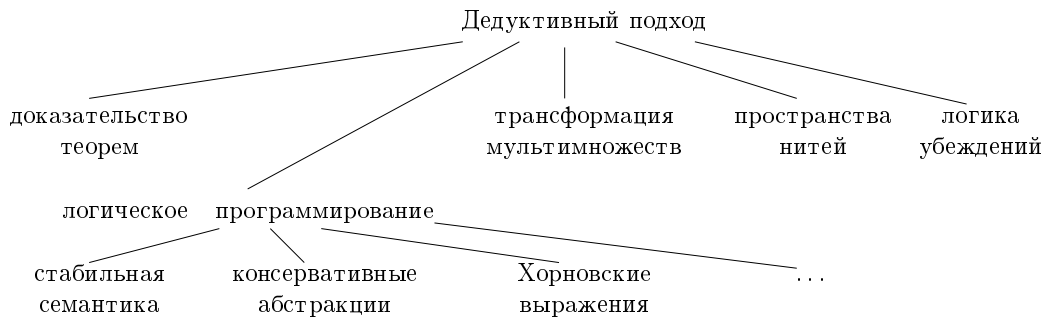 Дедуктивный подход
доказательство
теорем
трансформация
мультимножеств
пространства
нитей
логика
убеждений
логическое программирование
стабильная
семантика
консервативные
абстракции
Хорновские
выражения
...